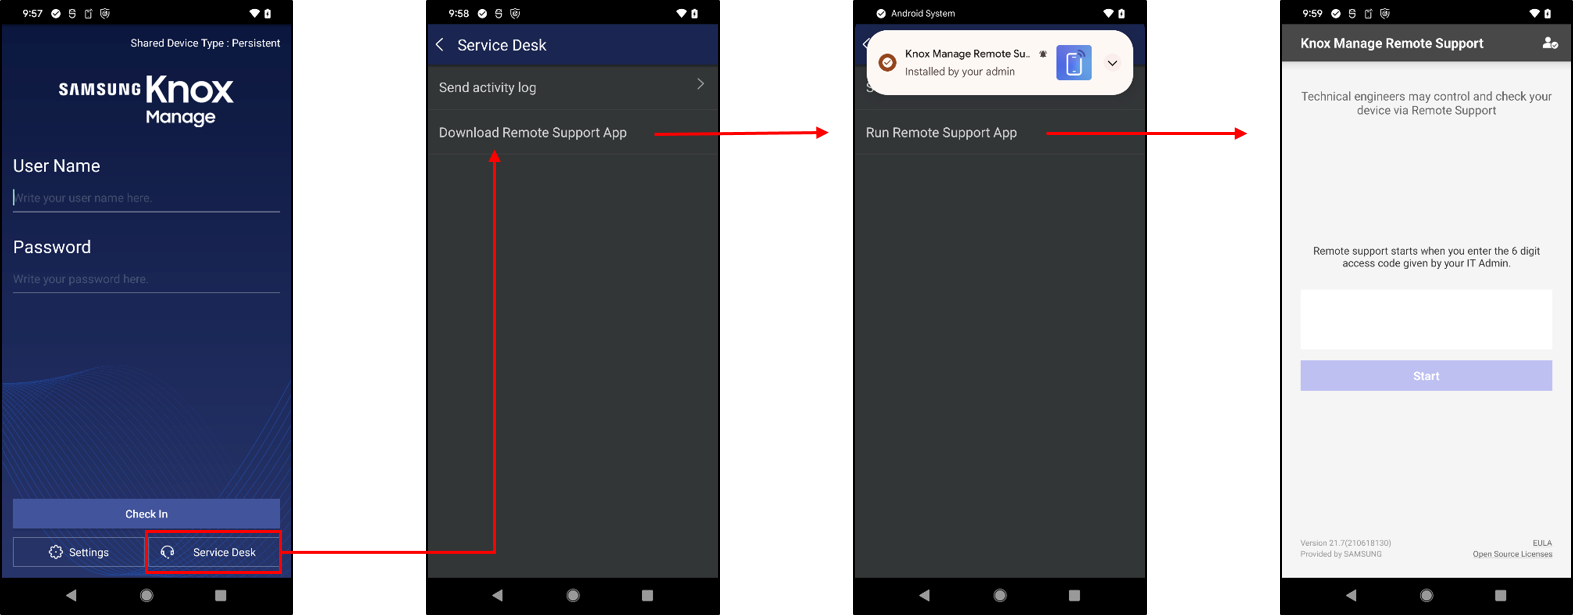 9:57
Shared Device Type : Persistent
SAMSUNG Knox
Manage
User Name
Write your user name here.
Password
Write your password here.
Check In
Settings
Service Desk
9:58
Service Desk
Send activity log
Download Remote Support App
Android System
Knox Manage Remote Su..
Installed by your admin
S
Run Remote Support App
9:59
Knox Manage Remote Support
Technical engineers may control and check your
device via Remote Support
Remote support starts when you enter the 6 digit
access code given by your IT Admin.
Start
Version 21.7(210618130)
Provided by SAMSUNG
EULA
Open Source Licenses